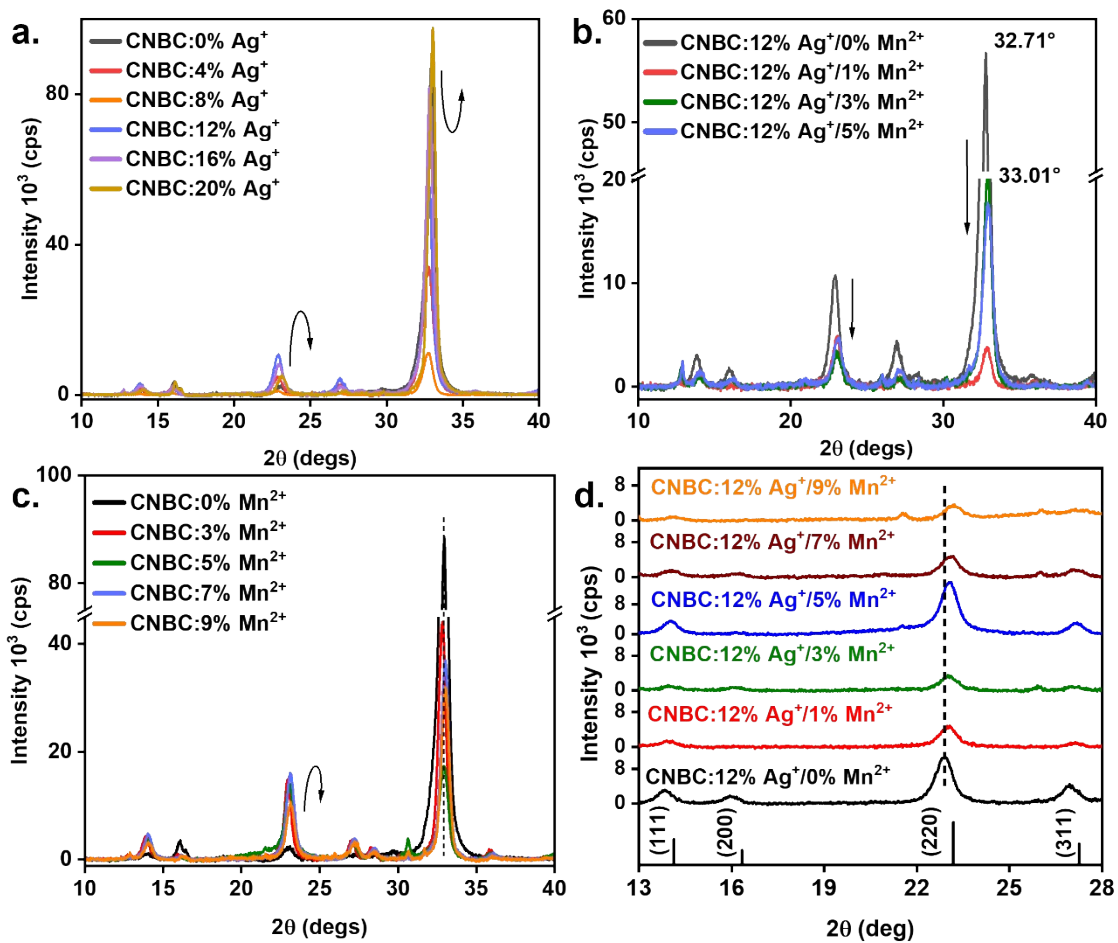 a.
CNBC:0% Ag⁺
CNBC:4% Ag⁺
CNBC:8% Ag⁺
CNBC:12% Ag⁺
CNBC:16% Ag⁺
CNBC:20% Ag⁺
Intensity 10³ (cps)
80
40
0
10 15 20 25 30 35 40
2θ (degs)
b.
CNBC:12% Ag⁺/0% Mn²⁺
CNBC:12% Ag⁺/1% Mn²⁺
CNBC:12% Ag⁺/3% Mn²⁺
CNBC:12% Ag⁺/5% Mn²⁺
32.71°
33.01°
Intensity 10³ (cps)
60
50
20
10
0
10 20 30 40
2θ (degs)
c.
CNBC:0% Mn²⁺
CNBC:3% Mn²⁺
CNBC:5% Mn²⁺
CNBC:7% Mn²⁺
CNBC:9% Mn²⁺
Intensity 10³ (cps)
100
80
40
20
0
10 15 20 25 30 35 40
2θ (degs)
d.
CNBC:12% Ag⁺/9% Mn²⁺
CNBC:12% Ag⁺/7% Mn²⁺
CNBC:12% Ag⁺/5% Mn²⁺
CNBC:12% Ag⁺/3% Mn²⁺
CNBC:12% Ag⁺/1% Mn²⁺
CNBC:12% Ag⁺/0% Mn²⁺
Intensity 10³ (cps)
8
0
8
0
8
0
8
0
8
0
8
0
(111)
(200)
(220)
(311)
13 16 19 22 25 28
2θ (deg)